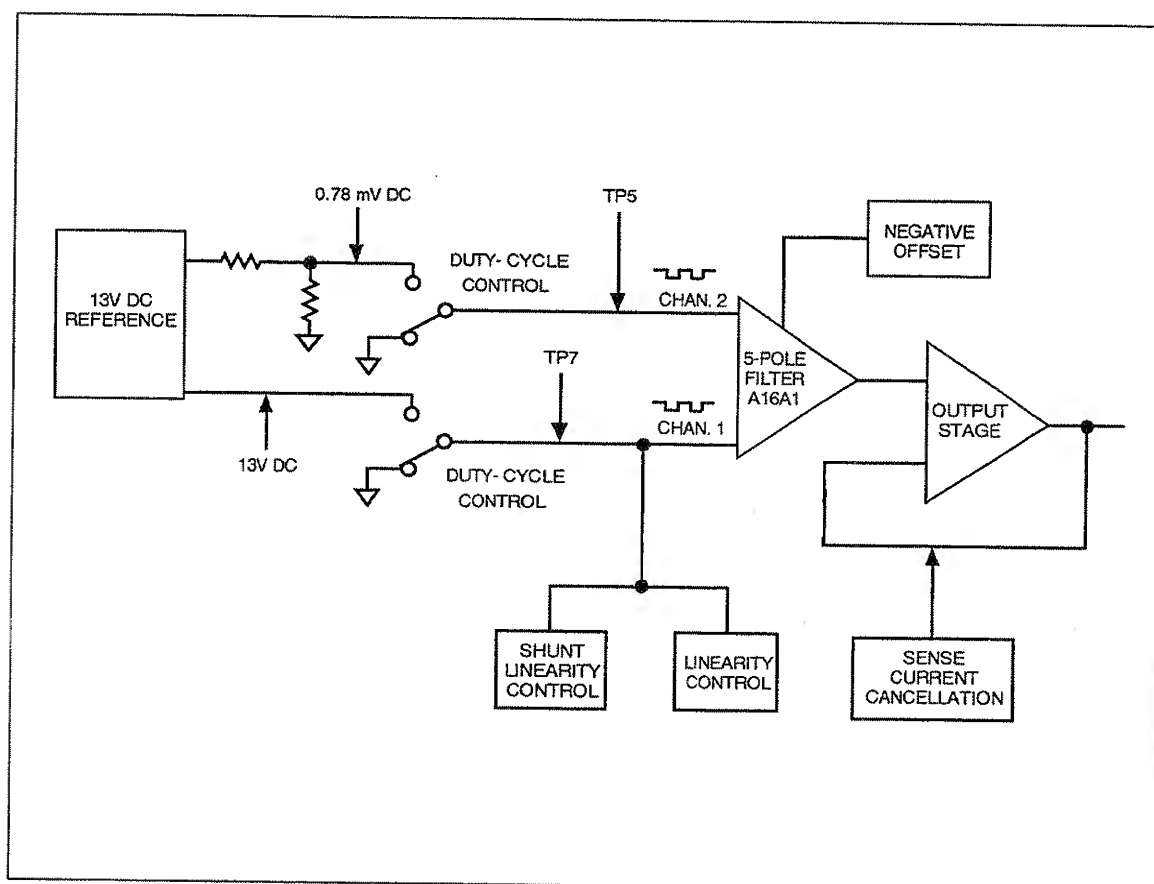 0.78 mV DC
TP5
NEGATIVE
OFFSET
13V DC
REFERENCE
DUTY- CYCLE
CONTROL
CHAN. 2
5-POLE
FILTER
A16A1
TP7
CHAN. 1
OUTPUT
STAGE
13V DC
DUTY- CYCLE
CONTROL
SHUNT
LINEARITY
CONTROL
LINEARITY
CONTROL
SENSE
CURRENT
CANCELLATION